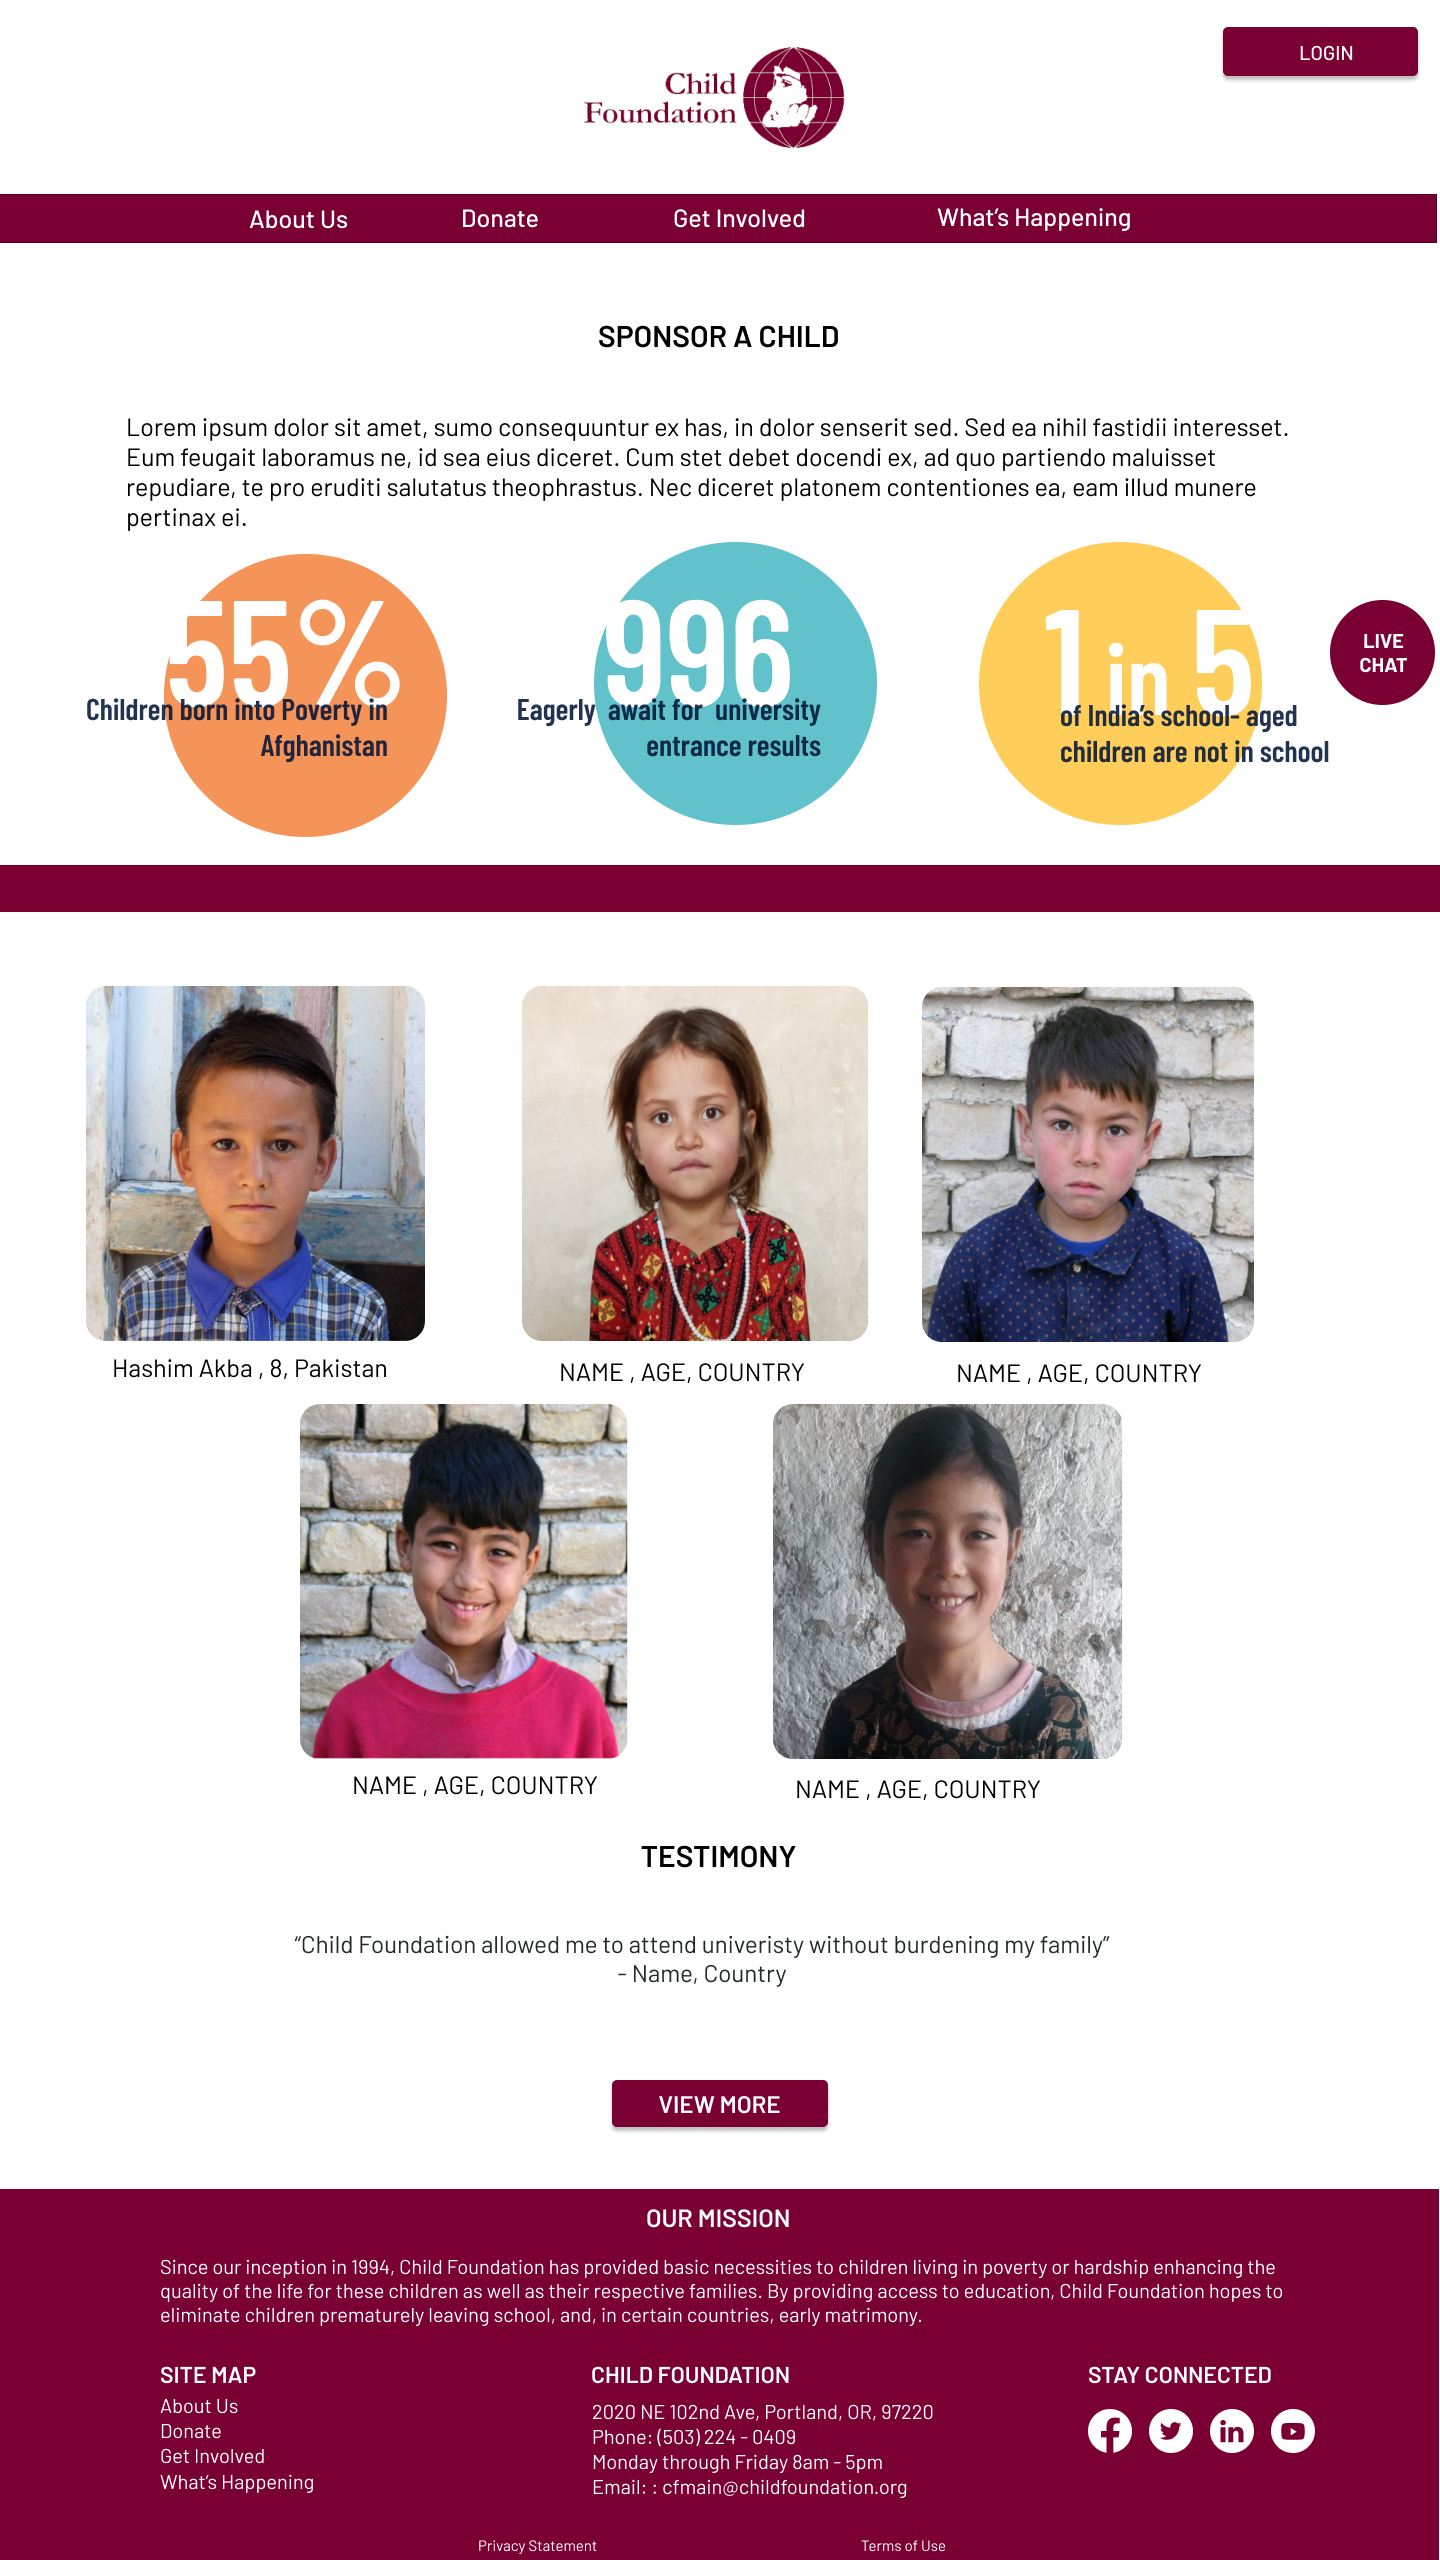 LOGIN
Child
Foundation
About Us
Donate
Get Involved
What's Happening
SPONSOR A CHILD
Lorem ipsum dolor sit amet, sumo consequuntur ex has, in dolor senserit sed. Sed ea nihil fastidii interesset.
Eum feugait laboramus ne, id sea eius diceret. Cum stet debet docendi ex, ad quo partiendo maluisset
repudiare, te pro eruditi salutatus theophrastus. Nec diceret platonem contentiones ea, eam illud munere
pertinax ei.
55%
Children born into Poverty in
Afghanistan
996
Eagerly  await for  university
entrance results
1 in 5
of India's school- aged
children are not in school
LIVE
CHAT
Hashim Akba , 8, Pakistan
NAME , AGE, COUNTRY
NAME , AGE, COUNTRY
NAME , AGE, COUNTRY
NAME , AGE, COUNTRY
TESTIMONY
“Child Foundation allowed me to attend univeristy without burdening my family”
- Name, Country
VIEW MORE
OUR MISSION
Since our inception in 1994, Child Foundation has provided basic necessities to children living in poverty or hardship enhancing the
quality of the life for these children as well as their respective families. By providing access to education, Child Foundation hopes to
eliminate children prematurely leaving school, and, in certain countries, early matrimony.
SITE MAP
About Us
Donate
Get Involved
What's Happening
CHILD FOUNDATION
2020 NE 102nd Ave, Portland, OR, 97220
Phone: (503) 224 - 0409
Monday through Friday 8am - 5pm
Email: : cfmain@childfoundation.org
STAY CONNECTED
Privacy Statement
Terms of Use